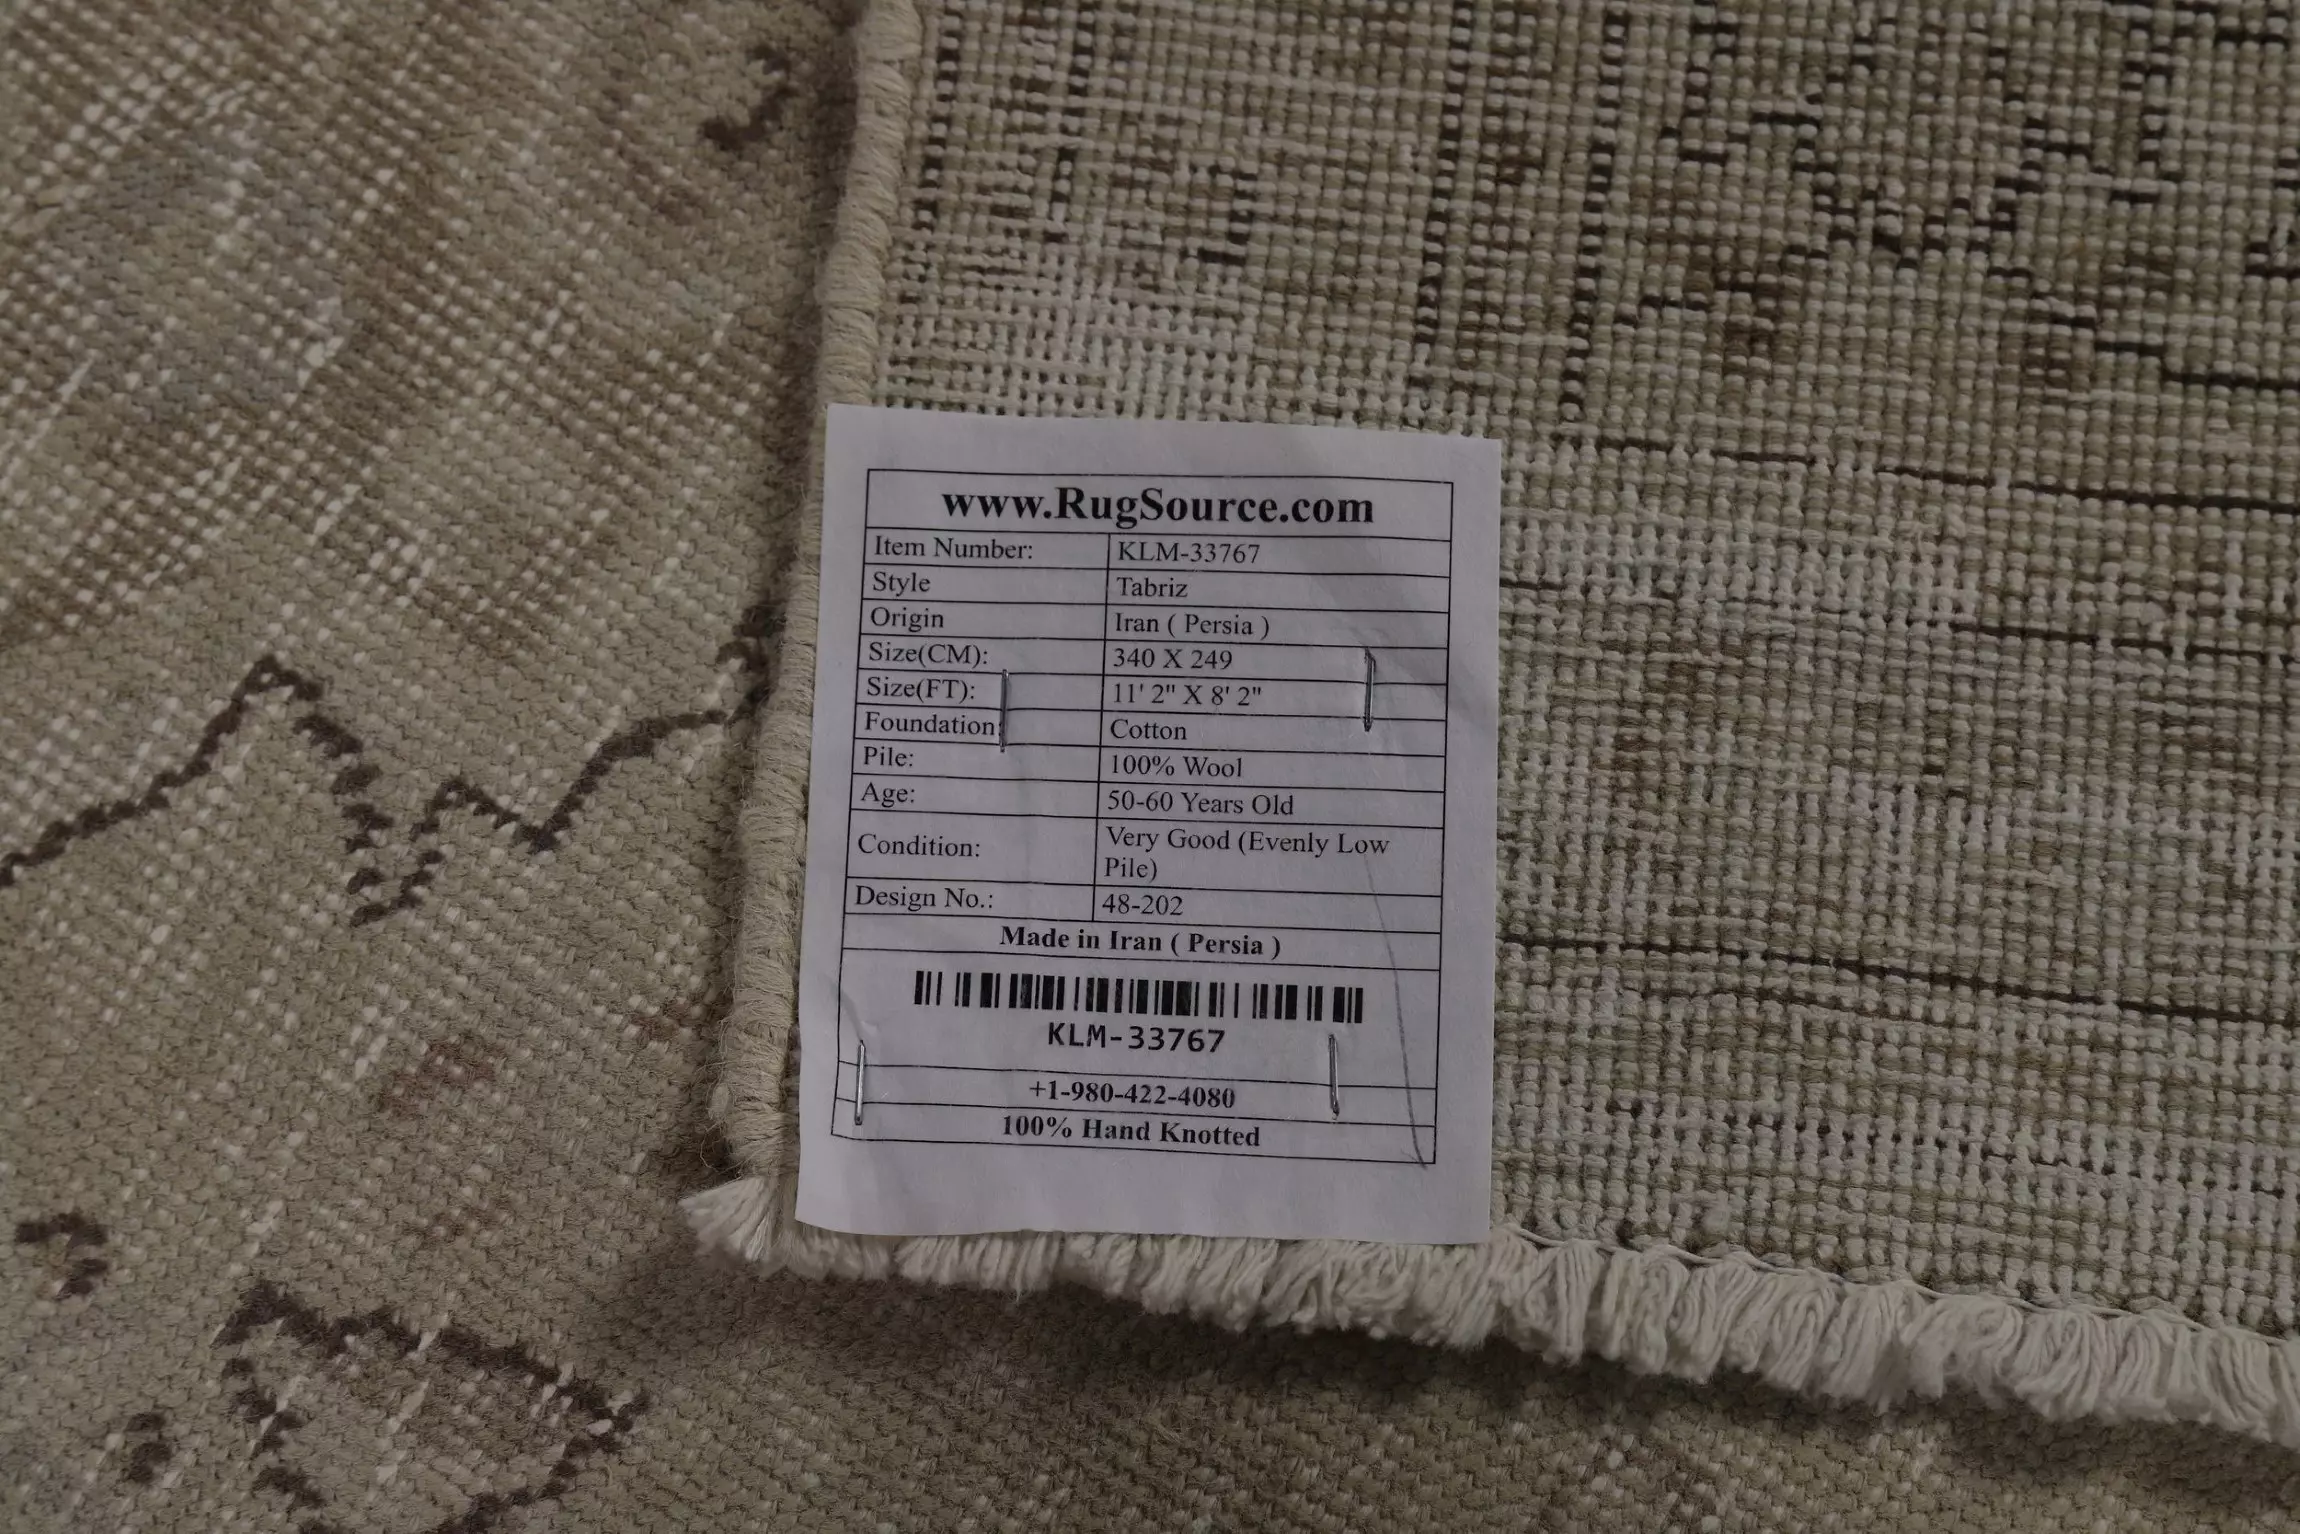 www.RugSource.com
Item Number: KLM-33767
Style Tabriz
Origin Iran ( Persia )
Size(CM): 340 X 249
Size(FT): 11' 2" X 8' 2"
Foundation: Cotton
Pile: 100% Wool
Age: 50-60 Years Old
Condition: Very Good (Evenly Low
Pile)
Design No.: 48-202
Made in Iran ( Persia )
KLM-33767
+1-980-422-4080
100% Hand Knotted